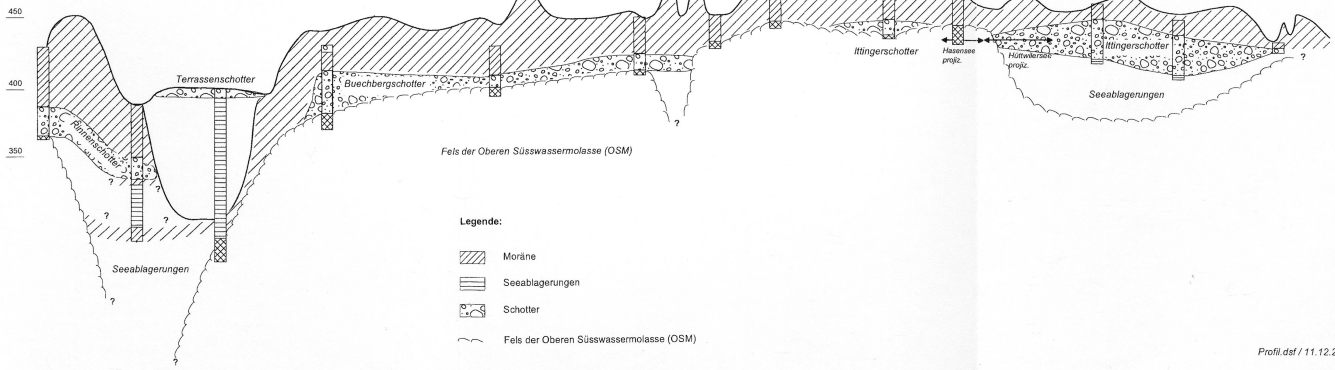 450
400
350
Terrassenschotter
Rinnenschotter
Buechbergschotter
Ittingerschotter
Hasensee
projiz.
Hüttwilersee
projiz.
Ittingerschotter
Seeablagerungen
?
?
?
?
?
?
Fels der Oberen Süsswassermolasse (OSM)
Seeablagerungen
?
?
Legende:
Moräne
Seeablagerungen
Schotter
Fels der Oberen Süsswassermolasse (OSM)
Profil.dsf / 11.12.2